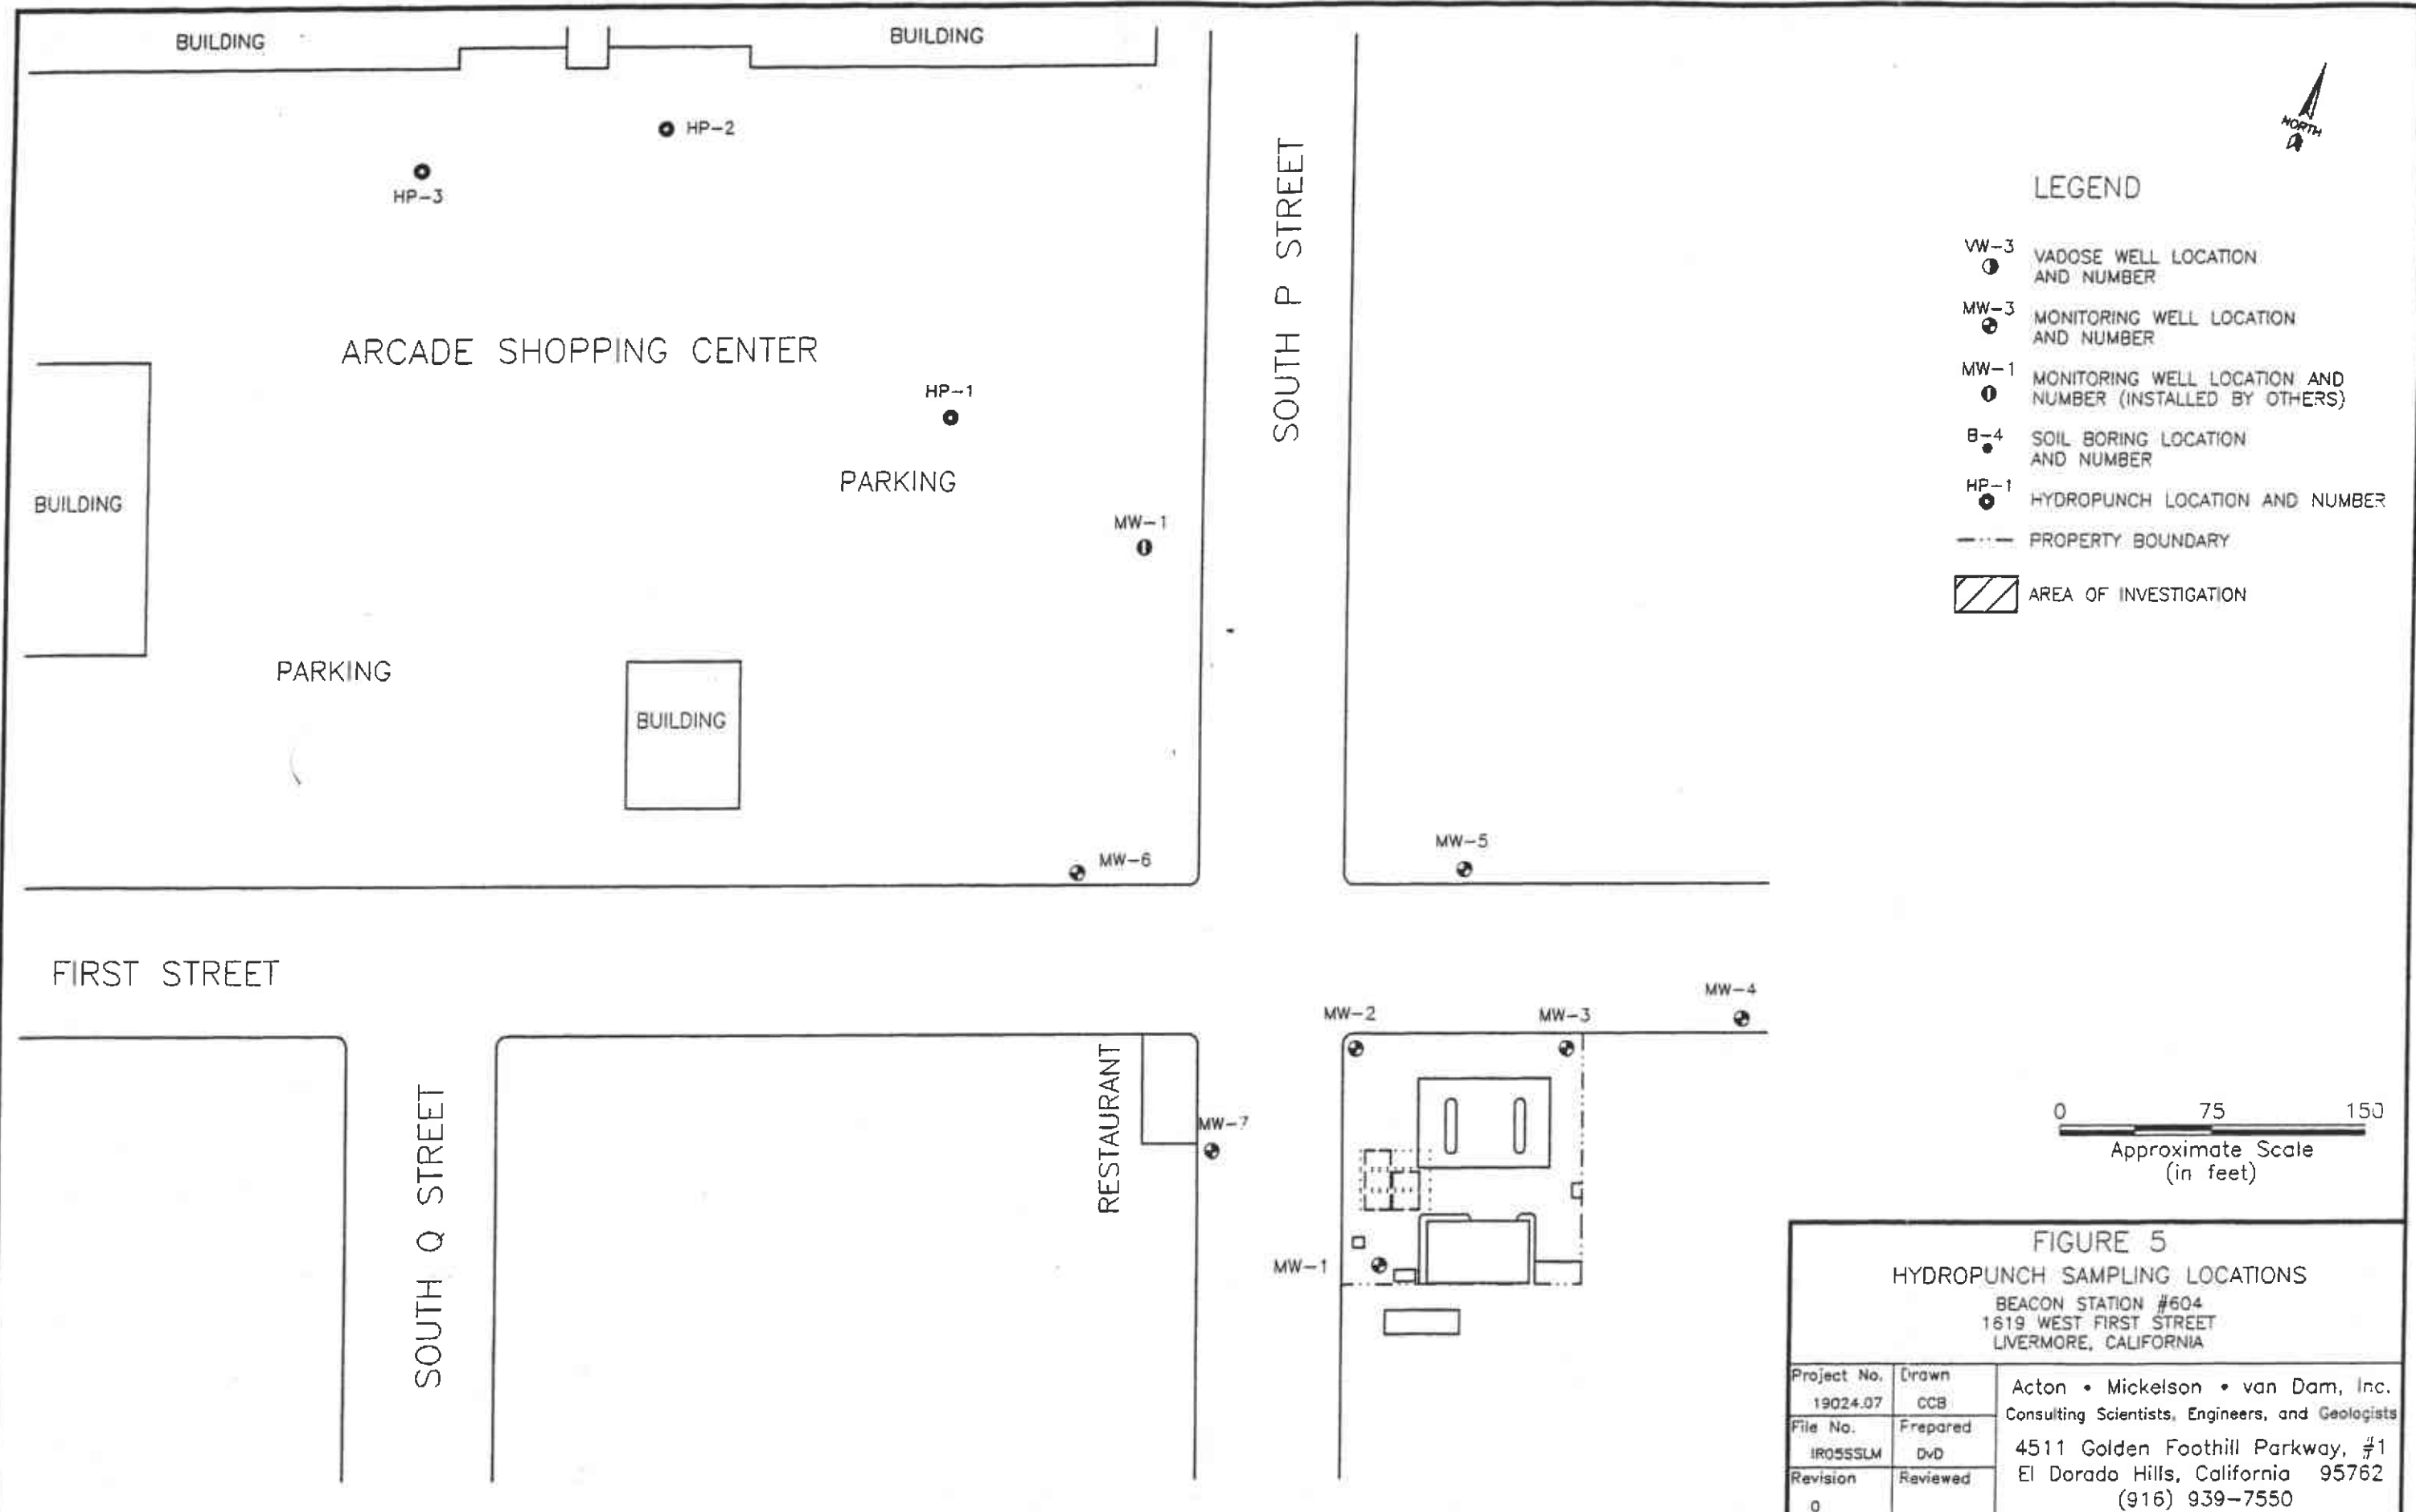 BUILDING
BUILDING
HP-2
HP-3
ARCADE SHOPPING CENTER
HP-1
PARKING
BUILDING
MW-1
PARKING
BUILDING
MW-6
SOUTH P STREET
MW-5
FIRST STREET
MW-2
MW-3
MW-4
RESTAURANT
MW-7
SOUTH Q STREET
MW-1
NORTH
LEGEND
VW-3
VADOSE WELL LOCATION
AND NUMBER
MW-3
MONITORING WELL LOCATION
AND NUMBER
MW-1
MONITORING WELL LOCATION AND
NUMBER (INSTALLED BY OTHERS)
B-4
SOIL BORING LOCATION
AND NUMBER
HP-1
HYDROPUNCH LOCATION AND NUMBER
PROPERTY BOUNDARY
AREA OF INVESTIGATION
0 75 150
Approximate Scale
(in feet)
FIGURE 5
HYDROPUNCH SAMPLING LOCATIONS
BEACON STATION #604
1619 WEST FIRST STREET
LIVERMORE, CALIFORNIA
Project No.
19024.07
Drawn
CCB
File No.
IR05SSLM
Prepared
DvD
Revision
0
Reviewed
Acton • Mickelson • van Dam, Inc.
Consulting Scientists, Engineers, and Geologists
4511 Golden Foothill Parkway, #1
El Dorado Hills, California 95762
(916) 939-7550